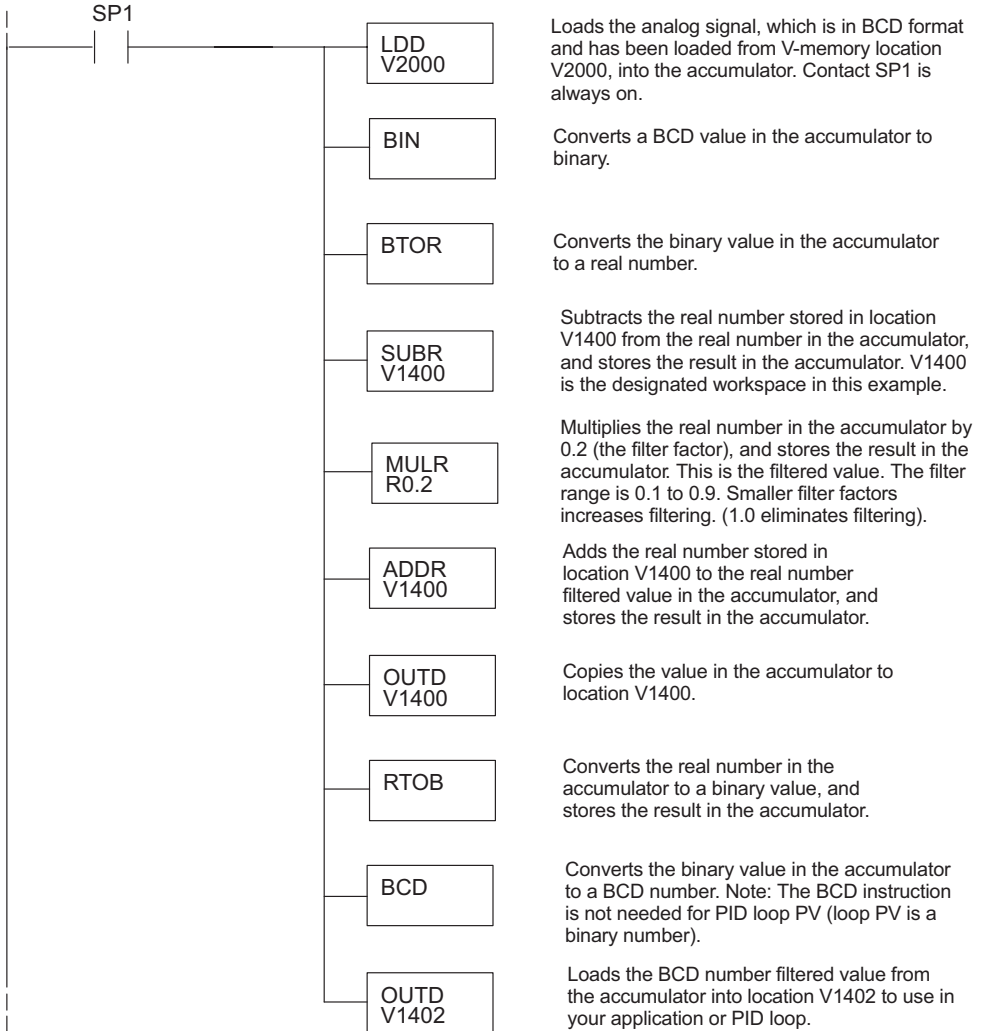 SP1
LDD
V2000
Loads the analog signal, which is in BCD format
and has been loaded from V-memory location
V2000, into the accumulator. Contact SP1 is
always on.
BIN
Converts a BCD value in the accumulator to
binary.
BTOR
Converts the binary value in the accumulator
to a real number.
SUBR
V1400
Subtracts the real number stored in location
V1400 from the real number in the accumulator,
and stores the result in the accumulator. V1400
is the designated workspace in this example.
MULR
R0.2
Multiplies the real number in the accumulator by
0.2 (the filter factor), and stores the result in the
accumulator. This is the filtered value. The filter
range is 0.1 to 0.9. Smaller filter factors
increases filtering. (1.0 eliminates filtering).
ADDR
V1400
Adds the real number stored in
location V1400 to the real number
filtered value in the accumulator, and
stores the result in the accumulator.
OUTD
V1400
Copies the value in the accumulator to
location V1400.
RTOB
Converts the real number in the
accumulator to a binary value, and
stores the result in the accumulator.
BCD
Converts the binary value in the accumulator
to a BCD number. Note: The BCD instruction
is not needed for PID loop PV (loop PV is a
binary number).
OUTD
V1402
Loads the BCD number filtered value from
the accumulator into location V1402 to use in
your application or PID loop.